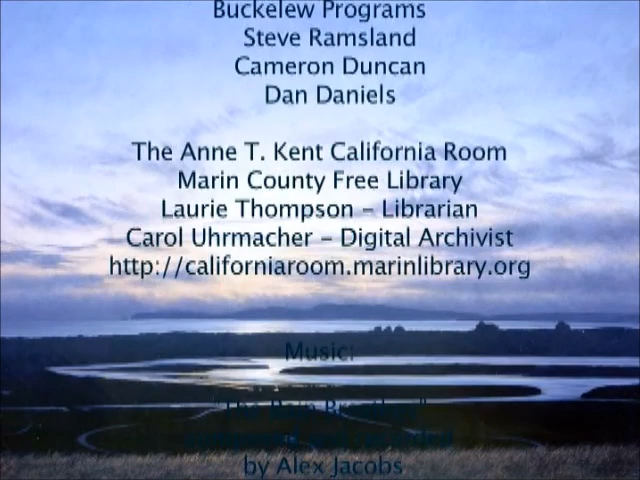 Buckelew Programs
Steve Ramsland
Cameron Duncan
Dan Daniels
The Anne T. Kent California Room
Marin County Free Library
Laurie Thompson – Librarian
Carol Uhrmacher – Digital Archivist
http://californiaroom.marinlibrary.org
Music:
by Alex Jacobs